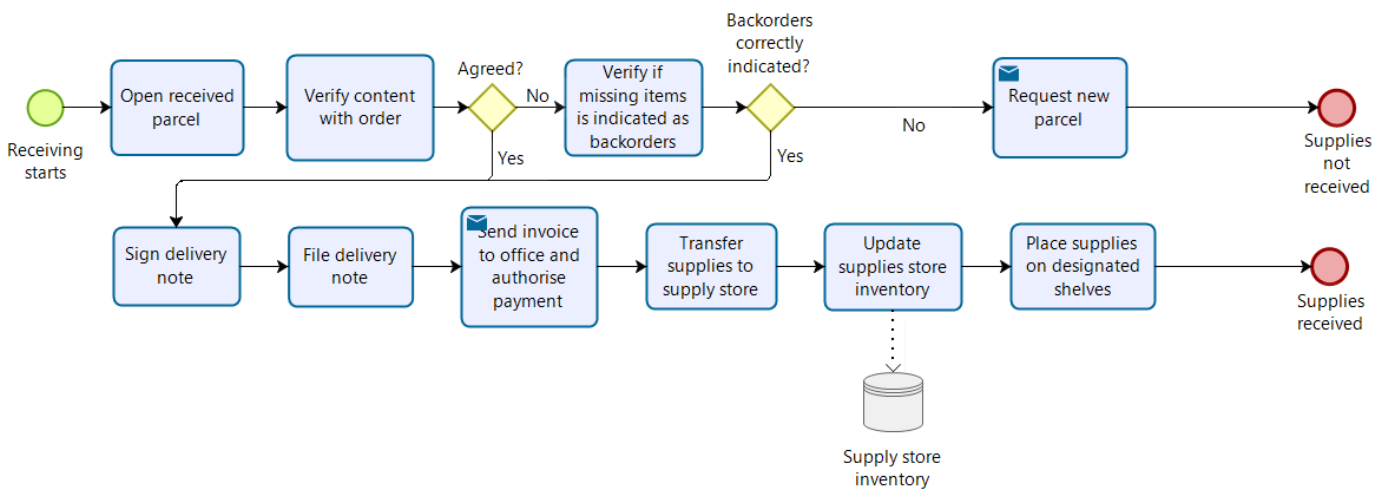 Receiving
starts
Open received
parcel
Verify content
with order
Agreed?
No
Yes
Verify if
missing items
is indicated as
backorders
Backorders
correctly
indicated?
No
Yes
Request new
parcel
Supplies
not
received
Sign delivery
note
File delivery
note
Send invoice
to office and
authorise
payment
Transfer
supplies to
supply store
Update
supplies store
inventory
Place supplies
on designated
shelves
Supplies
received
Supply store
inventory